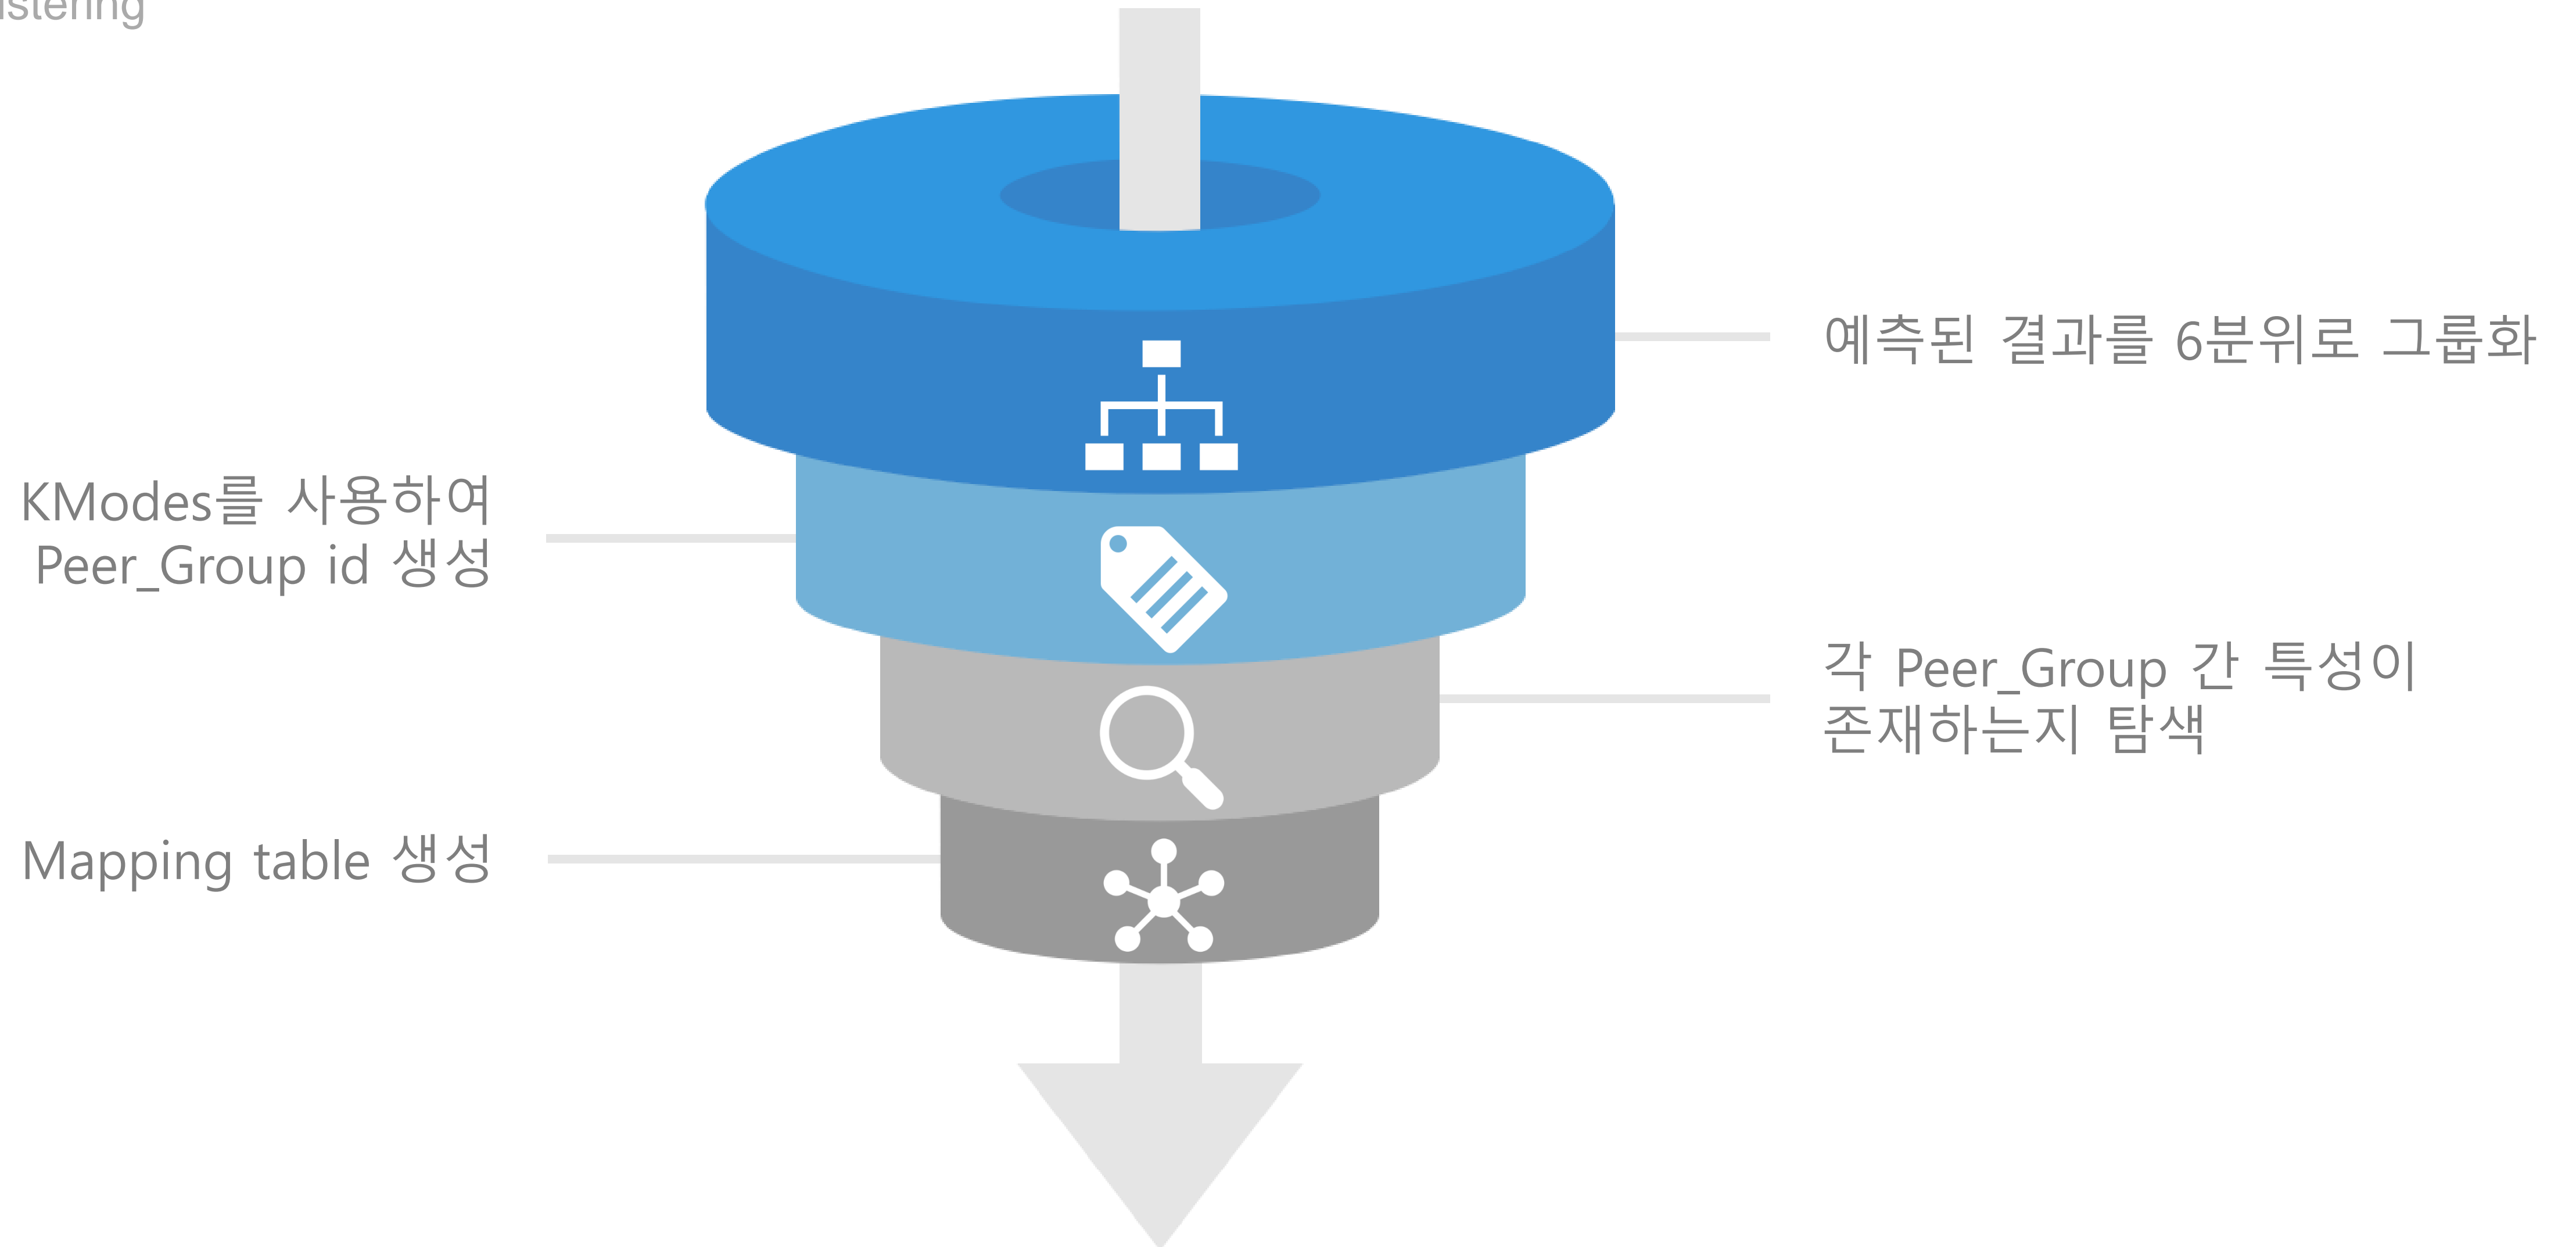 예측된 결과를 6분위로 그룹화
KModes를 사용하여
Peer_Group id 생성
각 Peer_Group 간 특성이
존재하는지 탐색
Mapping table 생성